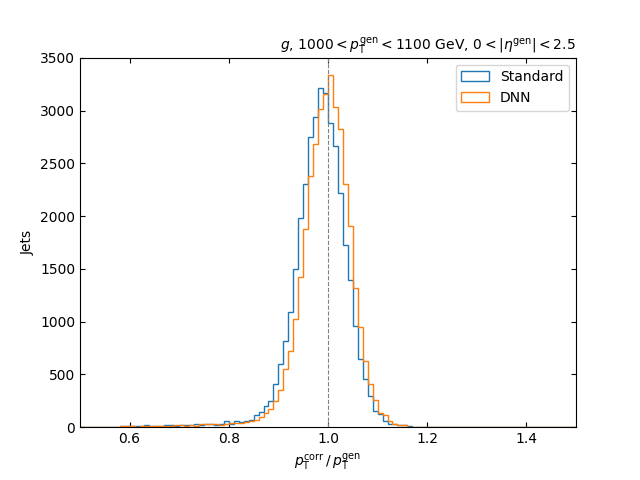 g, 1000 < p_T^gen < 1100 GeV, 0 < |η^gen| < 2.5
3500
3000
2500
2000
1500
1000
500
0
Jets
Standard
DNN
0.6 0.8 1.0 1.2 1.4
p_T^corr / p_T^gen